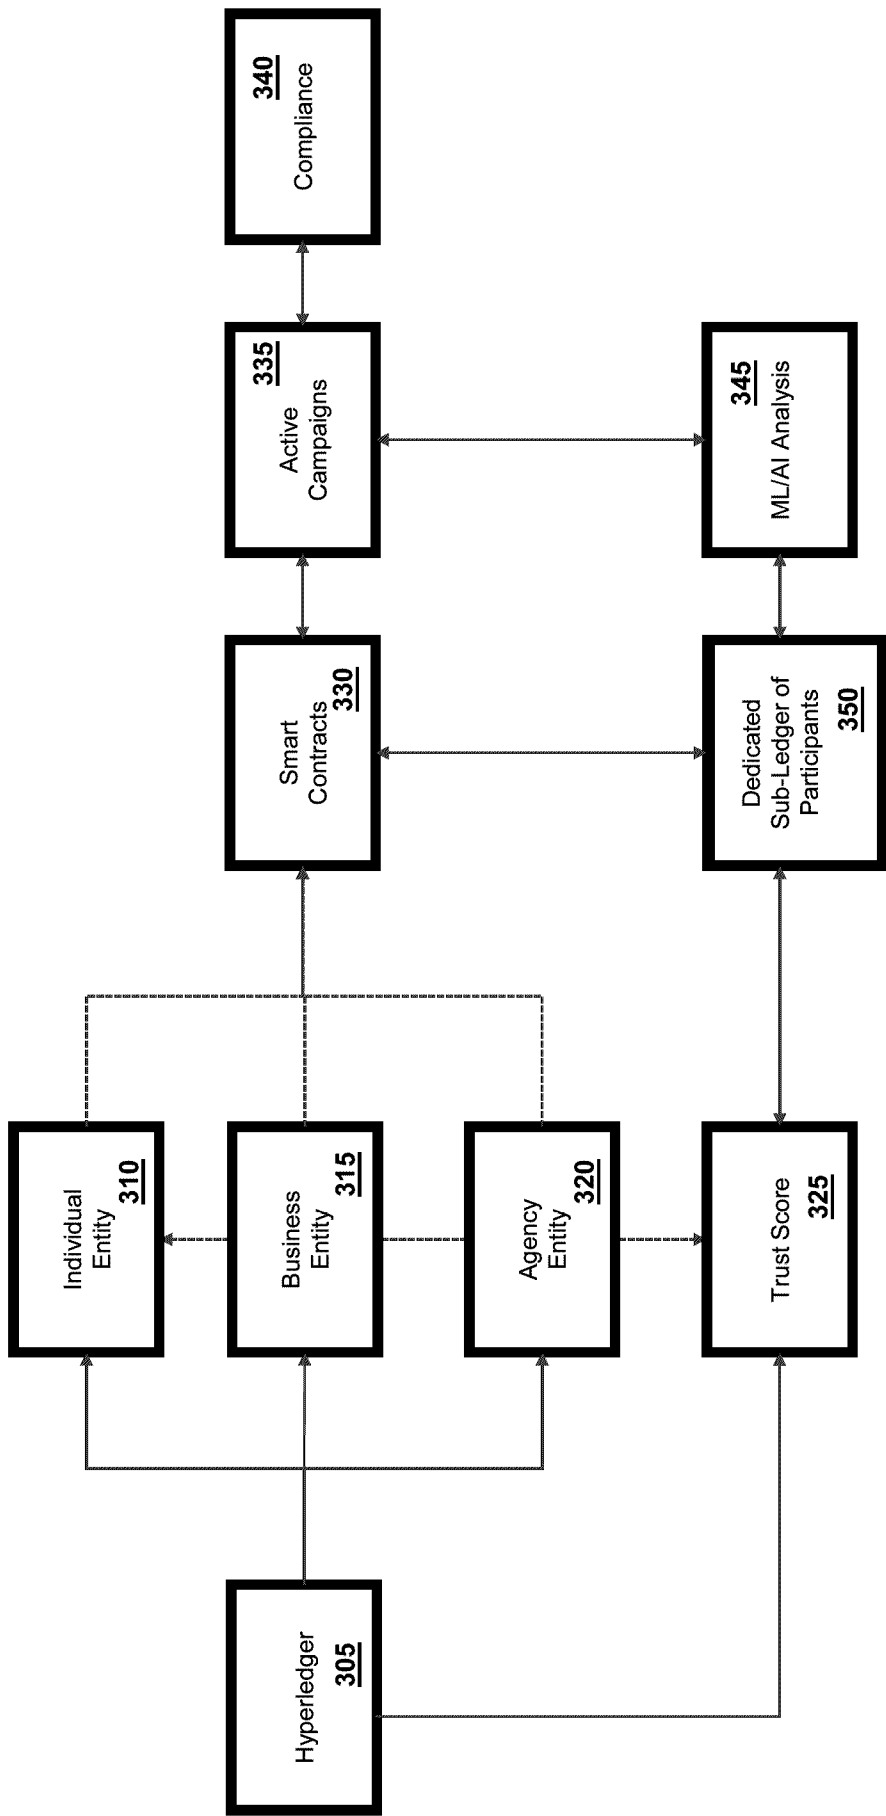 Hyperledger
305
Individual
Entity
310
Business
Entity
315
Agency
Entity
320
Trust Score
325
Smart
Contracts
330
Active
Campaigns
335
Compliance
340
ML/AI Analysis
345
Dedicated
Sub-Ledger of
Participants
350